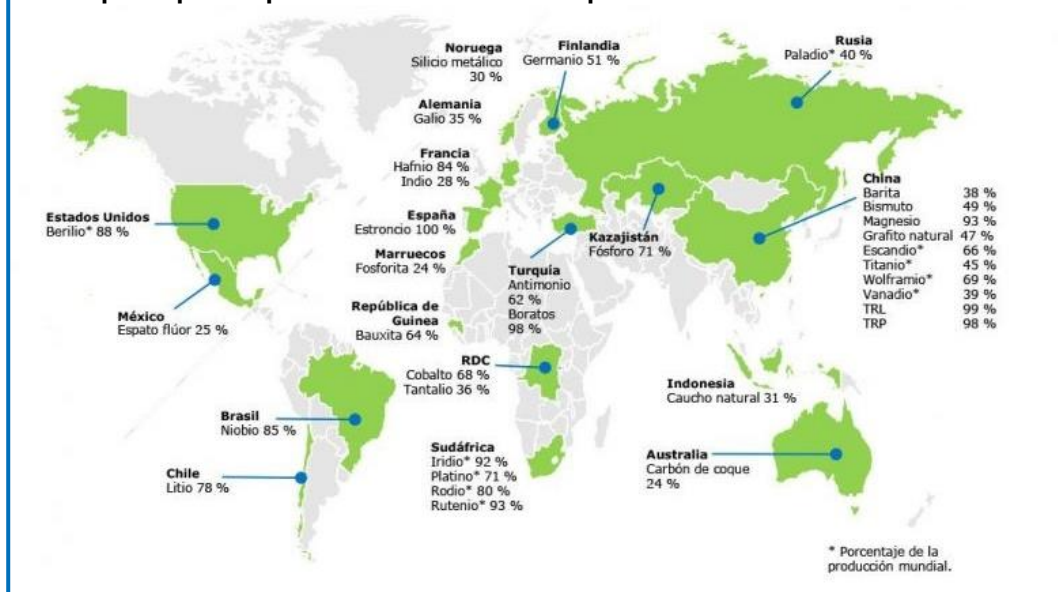 Noruega
Silicio metálico
30 %
Finlandia
Germanio 51 %
Rusia
Paladio* 40 %
Alemania
Galio 35 %
Francia
Hafnio 84 %
Indio 28 %
China
Barita 38 %
Bismuto 49 %
Magnesio 93 %
Grafito natural 47 %
Escandio* 66 %
Titanio* 45 %
Wolframio* 69 %
Vanadio* 39 %
TRL 99 %
TRP 98 %
Estados Unidos
Berilio* 88 %
España
Estroncio 100 %
Kazajistán
Fósforo 71 %
Marruecos
Fosforita 24 %
Turquía
Antimonio
62 %
Boratos
98 %
México
Espato flúor 25 %
República de
Guinea
Bauxita 64 %
RDC
Cobalto 68 %
Tantalio 36 %
Indonesia
Caucho natural 31 %
Brasil
Niobio 85 %
Sudáfrica
Iridio* 92 %
Platino* 71 %
Rodio* 80 %
Rutenio* 93 %
Australia
Carbón de coque
24 %
Chile
Litio 78 %
* Porcentaje de la
producción mundial.